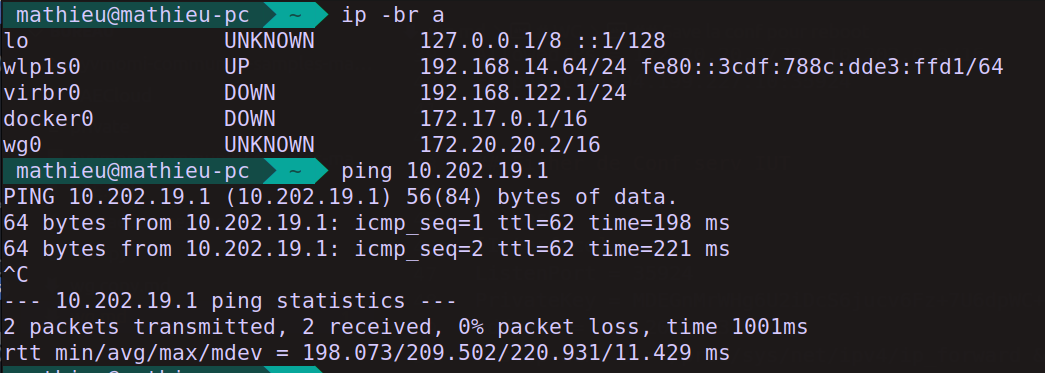 mathieu@mathieu-pc ~ ip -br a
lo UNKNOWN 127.0.0.1/8 ::1/128
wlp1s0 UP 192.168.14.64/24 fe80::3cdf:788c:dde3:ffd1/64
virbr0 DOWN 192.168.122.1/24
docker0 DOWN 172.17.0.1/16
wg0 UNKNOWN 172.20.20.2/16
mathieu@mathieu-pc ~ ping 10.202.19.1
PING 10.202.19.1 (10.202.19.1) 56(84) bytes of data.
64 bytes from 10.202.19.1: icmp_seq=1 ttl=62 time=198 ms
64 bytes from 10.202.19.1: icmp_seq=2 ttl=62 time=221 ms
^C
--- 10.202.19.1 ping statistics ---
2 packets transmitted, 2 received, 0% packet loss, time 1001ms
rtt min/avg/max/mdev = 198.073/209.502/220.931/11.429 ms